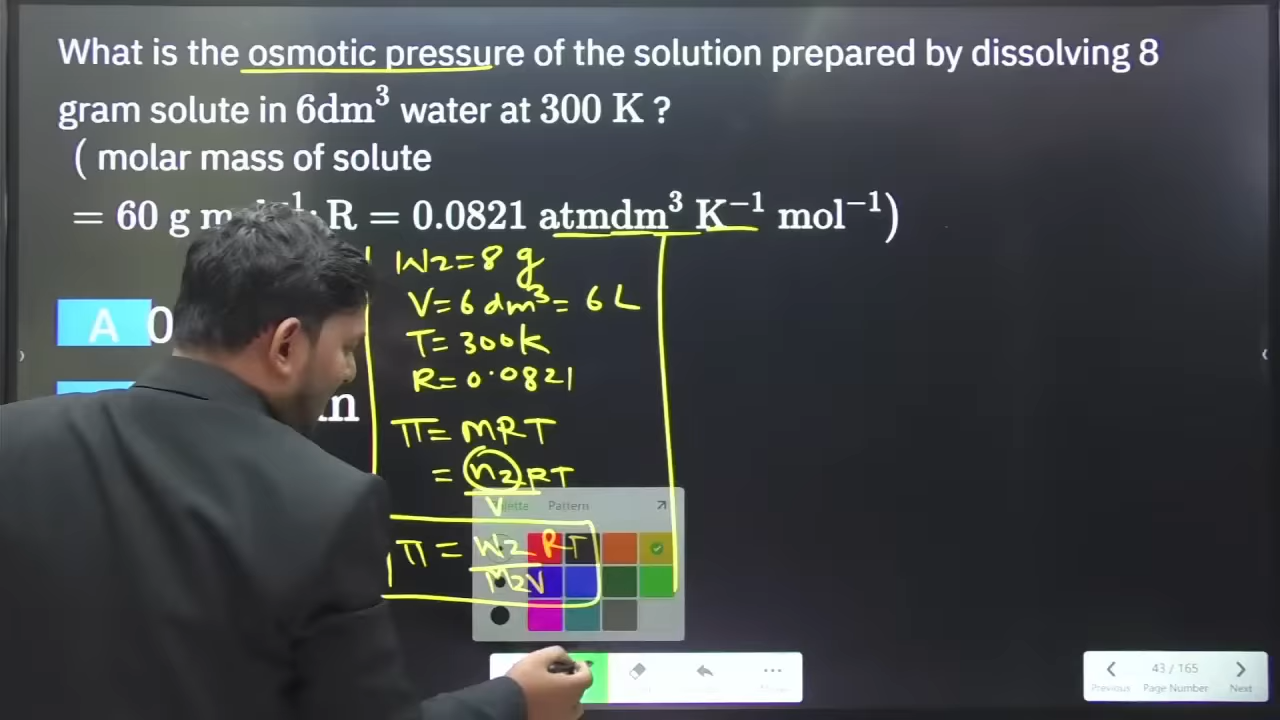 What is the osmotic pressure of the solution prepared by dissolving 8
gram solute in 6dm³ water at 300 K ?
( molar mass of solute
= 60 g R = 0.0821 atmdm³ K⁻¹ mol⁻¹)
W2 = 8 g
V = 6 dm³ = 6 L
T = 300k
R = 0.0821
A 0
π = MRT
= n2 RT
V
Pattern
π = W2 RT
M2V
43 / 165
Previous Page Number Next